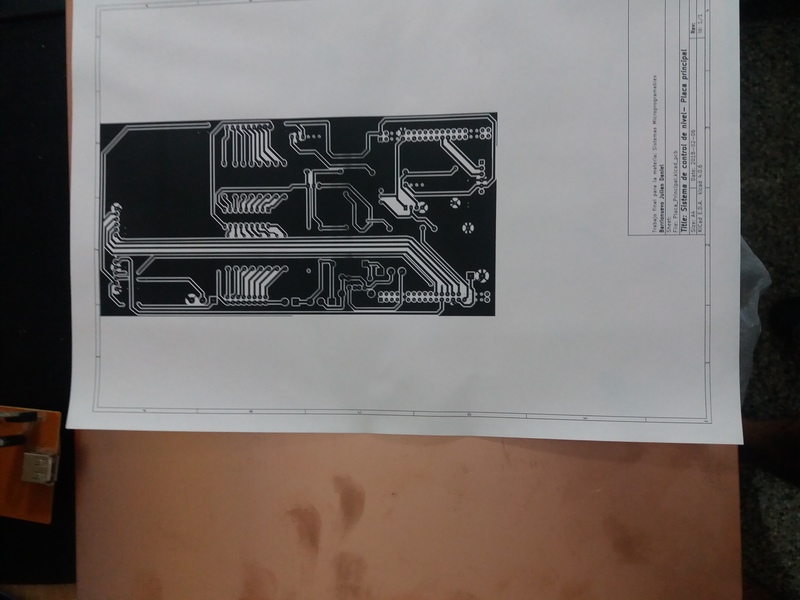 Trabajo final para la materia: Sistemas Microprogramables
Barrionuevo Julian Daniel
Sheet:
File: Placa_Principal.kicad_pcb
Title: Sistema de control de nivel- Placa principal
Size: A4 Date: 2018-02-06 Rev:
KiCad E.D.A. kicad 4.0.6 Id: 1/1